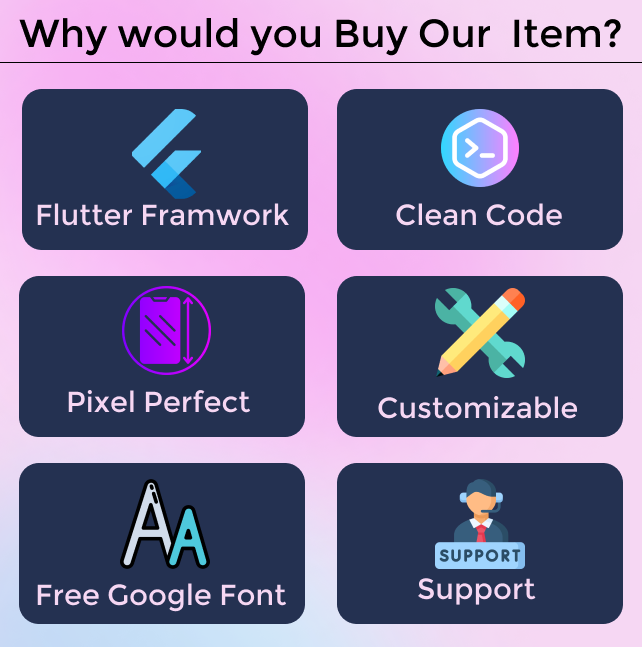 Why would you Buy Our Item?
Flutter Framwork
Clean Code
Pixel Perfect
Customizable
AA
Free Google Font
SUPPORT
Support